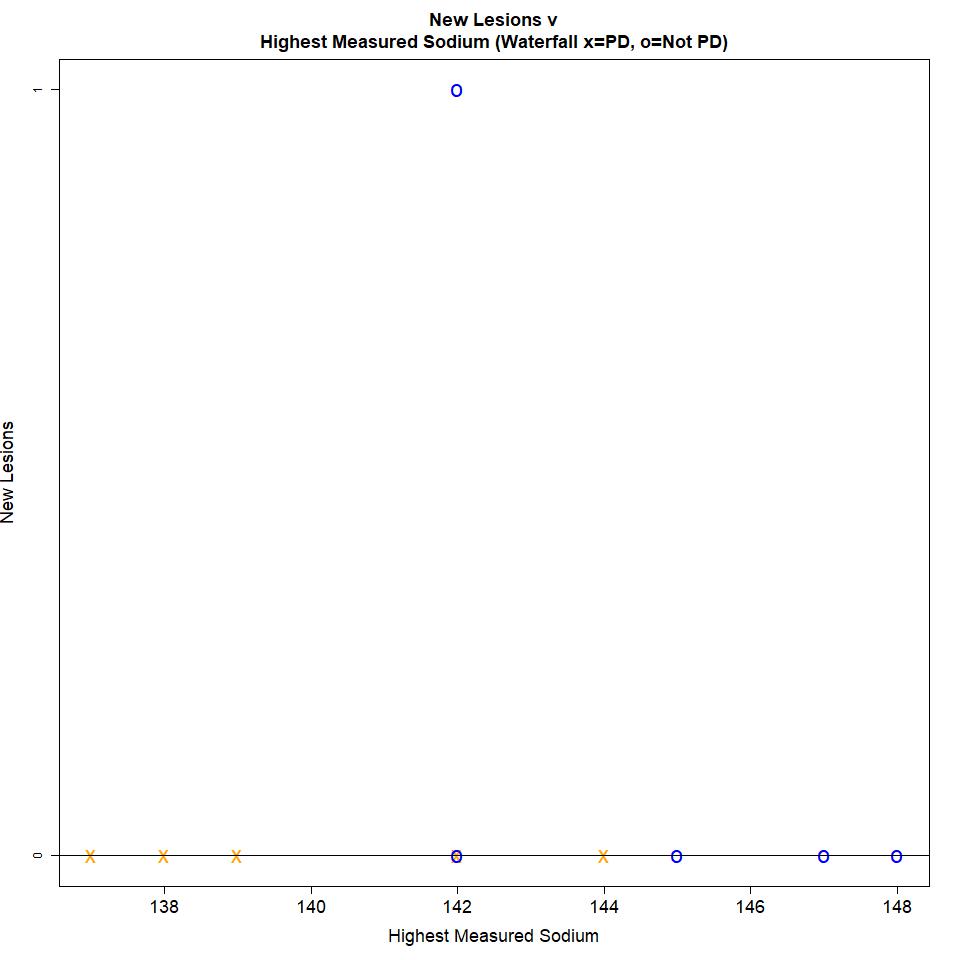 New Lesions v
Highest Measured Sodium (Waterfall x=PD, o=Not PD)
1
New Lesions
0
o
x x x o x x o o o
138 140 142 144 146 148
Highest Measured Sodium